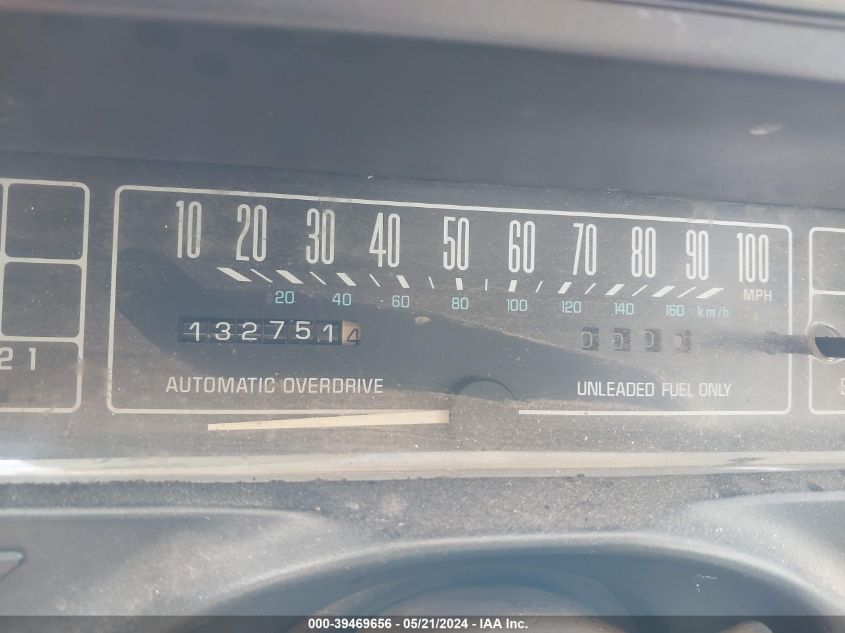 10 20 30 40 50 60 70 80 90 100
MPH
20 40 60 80 100 120 140 160 km/h
1327514
21
AUTOMATIC OVERDRIVE
UNLEADED FUEL ONLY
000-39469656 - 05/21/2024 - IAA Inc.